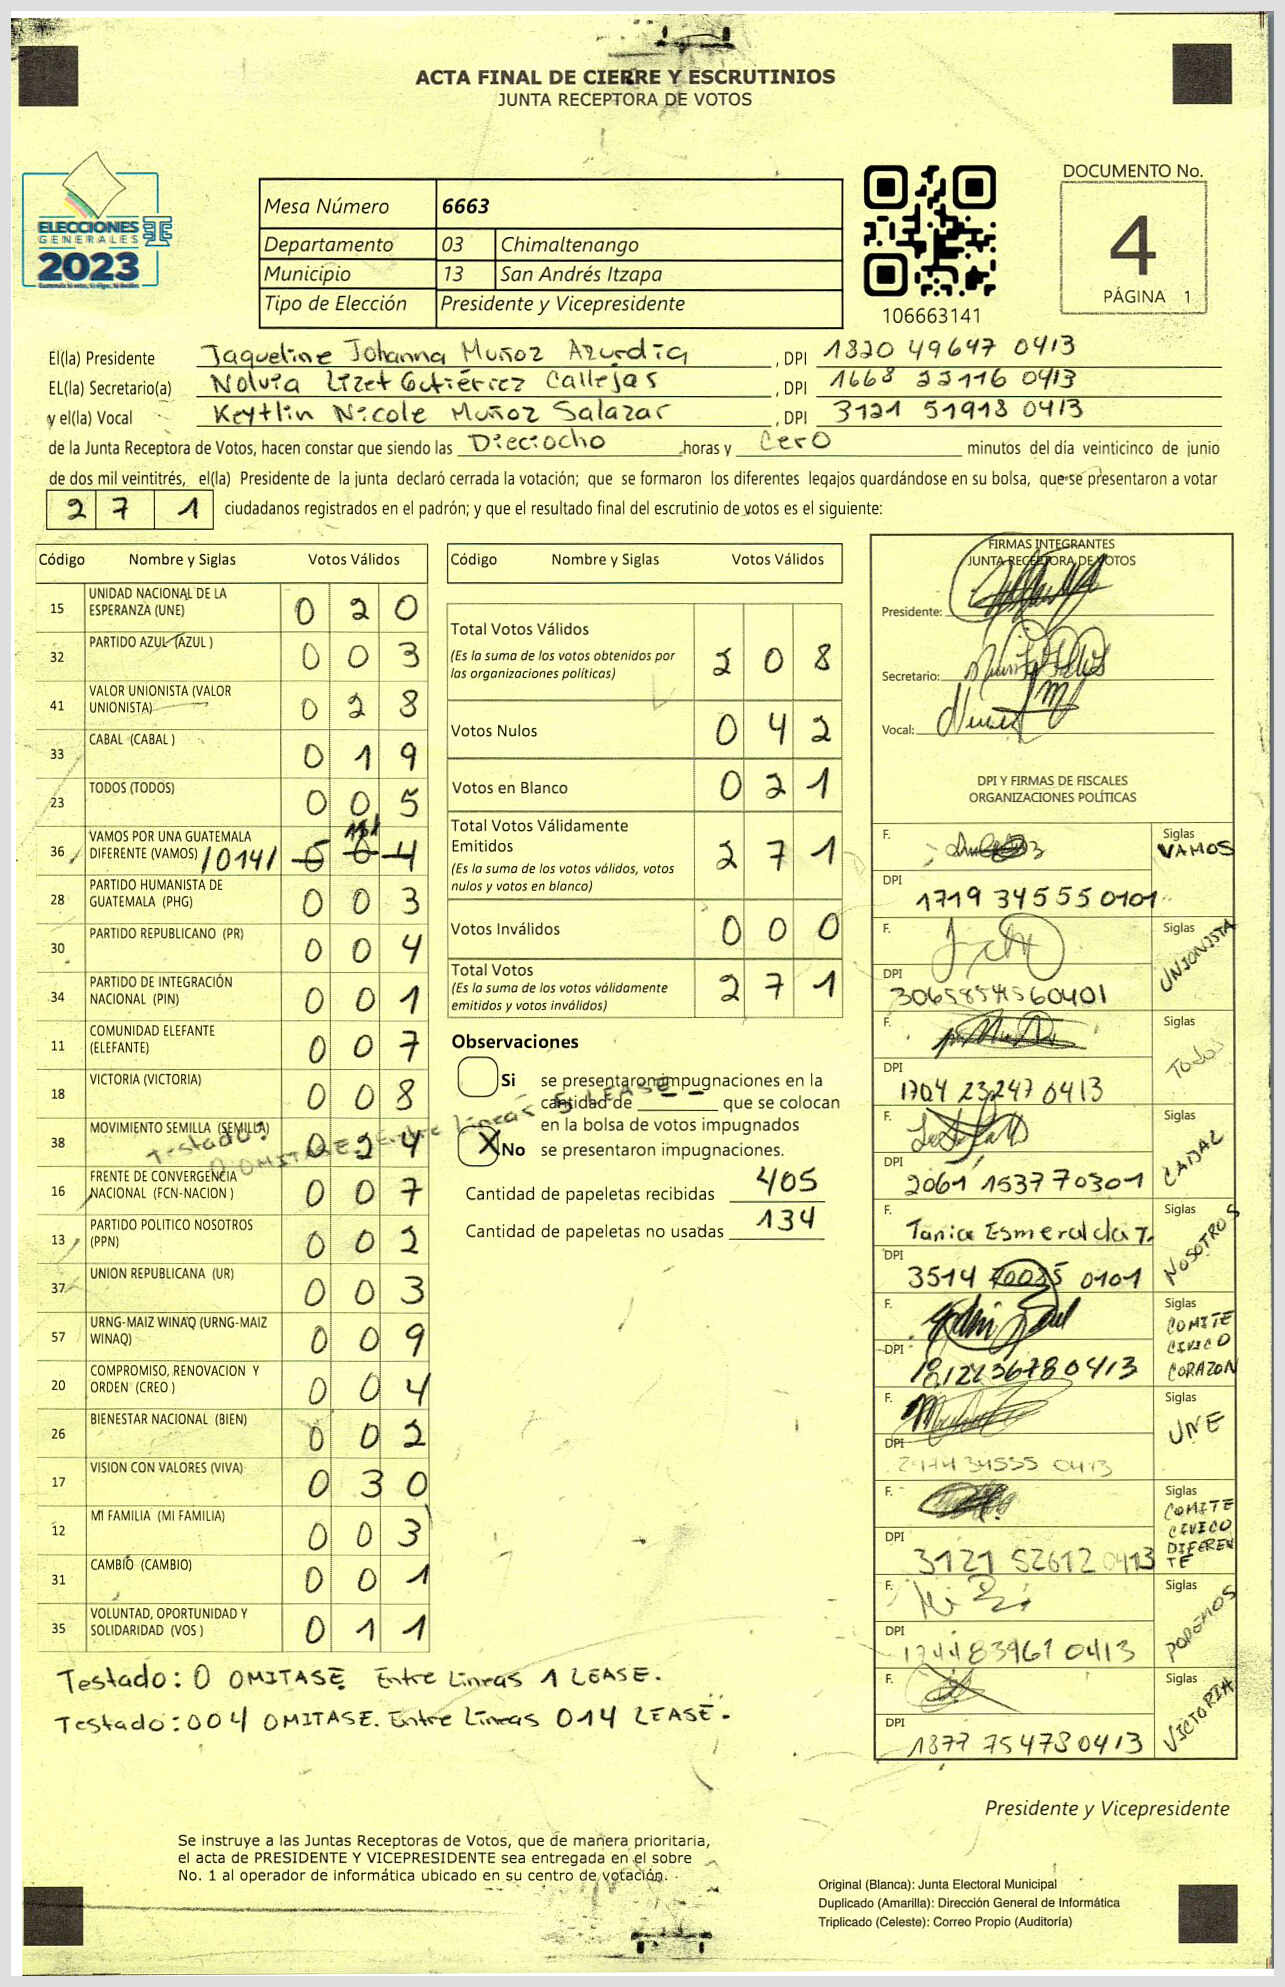 ACTA FINAL DE CIERRE Y ESCRUTINIOS
JUNTA RECEPTORA DE VOTOS
ELECCIONES
GENERALES
2023
Mesa Número 6663
Departamento 03 Chimaltenango
Municipio 13 San Andrés Itzapa
Tipo de Elección Presidente y Vicepresidente
106663141
DOCUMENTO No.
4
PÁGINA 1
El(la) Presidente Jaqueline Johanna Muñoz Azurdia, DPI 1820 49647 0413
EL(la) Secretario(a) Nolvia Lizet Gutiérrez Callejas, DPI 1668 22116 0413
y el(la) Vocal Keytlin Nicole Muñoz Salazar, DPI 3121 51918 0413
de la Junta Receptora de Votos, hacen constar que siendo las Dieciocho horas y Cero minutos del día veinticinco de junio
de dos mil veintitrés, el(la) Presidente de la junta declaró cerrada la votación; que se formaron los diferentes legajos guardándose en su bolsa, que se presentaron a votar
2 7 1 ciudadanos registrados en el padrón; y que el resultado final del escrutinio de votos es el siguiente:
Código Nombre y Siglas Votos Válidos
15 UNIDAD NACIONAL DE LA ESPERANZA (UNE) 0 2 0
32 PARTIDO AZUL (AZUL ) 0 0 3
41 VALOR UNIONISTA (VALOR UNIONISTA) 0 2 8
33 CABAL (CABAL ) 0 1 9
23 TODOS (TODOS) 0 0 5
36 VAMOS POR UNA GUATEMALA DIFERENTE (VAMOS) /014/ 0 0 4
28 PARTIDO HUMANISTA DE GUATEMALA (PHG) 0 0 3
30 PARTIDO REPUBLICANO (PR) 0 0 4
34 PARTIDO DE INTEGRACIÓN NACIONAL (PIN) 0 0 1
11 COMUNIDAD ELEFANTE (ELEFANTE) 0 0 7
18 VICTORIA (VICTORIA) 0 0 8
38 MOVIMIENTO SEMILLA (SEMILLA) 0 2 4
16 FRENTE DE CONVERGENCIA NACIONAL (FCN-NACION ) 0 0 7
13 PARTIDO POLITICO NOSOTROS (PPN) 0 0 2
37 UNION REPUBLICANA (UR) 0 0 3
57 URNG-MAIZ WINAQ (URNG-MAIZ WINAQ) 0 0 9
20 COMPROMISO, RENOVACION Y ORDEN (CREO ) 0 0 4
26 BIENESTAR NACIONAL (BIEN) 0 0 2
17 VISION CON VALORES (VIVA) 0 3 0
12 MI FAMILIA (MI FAMILIA) 0 0 3
31 CAMBIO (CAMBIO) 0 0 1
35 VOLUNTAD, OPORTUNIDAD Y SOLIDARIDAD (VOS ) 0 1 1
Testado: 0 OMITASE. Entre Lineas 1 LEASE.
Testado: 004 OMITASE. Entre Lineas 014 LEASE.
Código Nombre y Siglas Votos Válidos
Total Votos Válidos 2 0 8
(Es la suma de los votos obtenidos por las organizaciones políticas)
Votos Nulos 0 4 2
Votos en Blanco 0 2 1
Total Votos Válidamente Emitidos 2 7 1
(Es la suma de los votos válidos, votos nulos y votos en blanco)
Votos Inválidos 0 0 0
Total Votos 2 7 1
(Es la suma de los votos válidamente emitidos y votos inválidos)
Observaciones
Si se presentaron impugnaciones en la
cantidad de -- que se colocan
en la bolsa de votos impugnados
X No se presentaron impugnaciones.
Testado:
0 OMITASE. Entre Lineas LEASE
Cantidad de papeletas recibidas 405
Cantidad de papeletas no usadas 134
FIRMAS INTEGRANTES
JUNTA RECEPTORA DE VOTOS
Presidente:
Secretario:
Vocal:
DPI Y FIRMAS DE FISCALES
ORGANIZACIONES POLÍTICAS
F. Siglas VAMOS
DPI 1719 34555 0101
F. Siglas UNIONISTA
DPI
F. Siglas Todos
DPI 1704 23247 0413
F. Siglas CABAL
DPI 2061 15377 0301
F. Tania Esmeralda T. Siglas NOSOTROS
DPI 3514 0101
F. Siglas COMITE CIVICO CORAZON
DPI
F. Siglas UNE
DPI
F. Siglas COMITE CIVICO DIFERENTE
DPI 3121 52612 0413
F. Siglas PODEMOS
DPI 1244 83961 0413
F. Siglas VICTORIA
DPI 1877 75478 0413
Presidente y Vicepresidente
Se instruye a las Juntas Receptoras de Votos, que de manera prioritaria,
el acta de PRESIDENTE Y VICEPRESIDENTE sea entregada en el sobre
No. 1 al operador de informática ubicado en su centro de votación.
Original (Blanca): Junta Electoral Municipal
Duplicado (Amarilla): Dirección General de Informática
Triplicado (Celeste): Correo Propio (Auditoría)